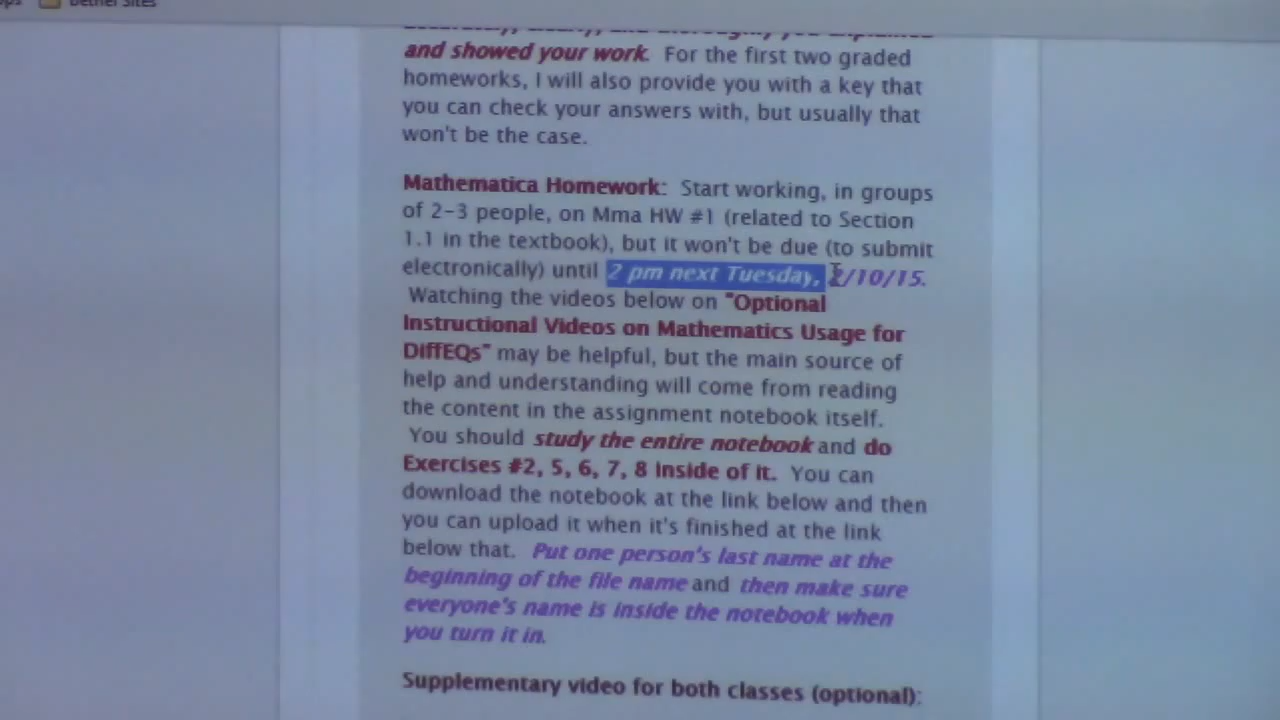 Bethel Sites
and showed your work. For the first two graded
homeworks, I will also provide you with a key that
you can check your answers with, but usually that
won't be the case.
Mathematica Homework: Start working, in groups
of 2-3 people, on Mma HW #1 (related to Section
1.1 in the textbook), but it won't be due (to submit
electronically) until 2 pm next Tuesday, 2/10/15.
Watching the videos below on "Optional
Instructional Videos on Mathematics Usage for
DiffEQs" may be helpful, but the main source of
help and understanding will come from reading
the content in the assignment notebook itself.
You should study the entire notebook and do
Exercises #2, 5, 6, 7, 8 inside of it. You can
download the notebook at the link below and then
you can upload it when it's finished at the link
below that. Put one person's last name at the
beginning of the file name and then make sure
everyone's name is inside the notebook when
you turn it in.
Supplementary video for both classes (optional):